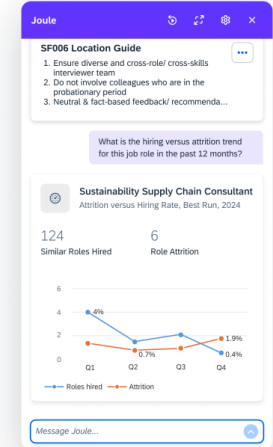 Joule
SF006 Location Guide
1. Ensure diverse and cross-role/ cross-skills
interviewer team
2. Do not involve colleagues who are in the
probationary period
3. Neutral & fact-based feedback/ recommenda...
What is the hiring versus attrition trend
for this job role in the past 12 months?
Sustainability Supply Chain Consultant
Attrition versus Hiring Rate, Best Run, 2024
124
6
Similar Roles Hired
Role Attrition
6
4
4%
2
1.9%
0.7%
0.4%
0
Q1
Q2
Q3
Q4
Roles hired
Attrition
Message Joule...